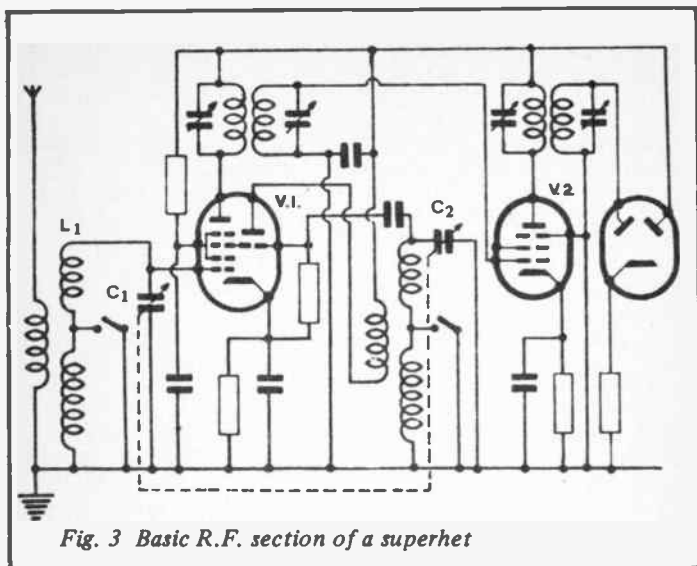 L1
C1
V.1.
C2
V.2
Fig. 3 Basic R.F. section of a superhet